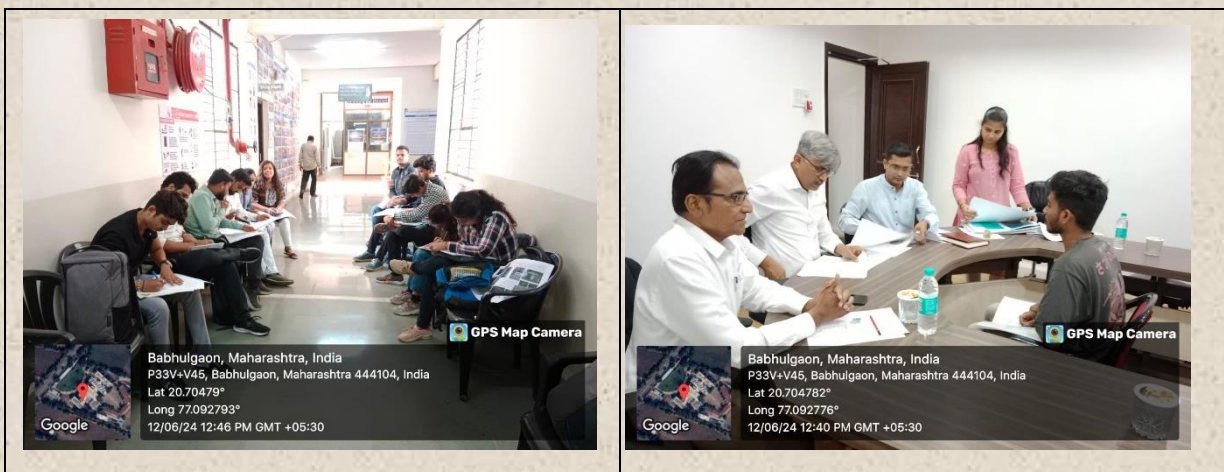 GPS Map Camera
Babhulgaon, Maharashtra, India
P33V+V45, Babhulgaon, Maharashtra 444104, India
Lat 20.70479°
Long 77.092793°
12/06/24 12:46 PM GMT +05:30
Google
GPS Map Camera
Babhulgaon, Maharashtra, India
P33V+V45, Babhulgaon, Maharashtra 444104, India
Lat 20.704782°
Long 77.092776°
12/06/24 12:40 PM GMT +05:30
Google